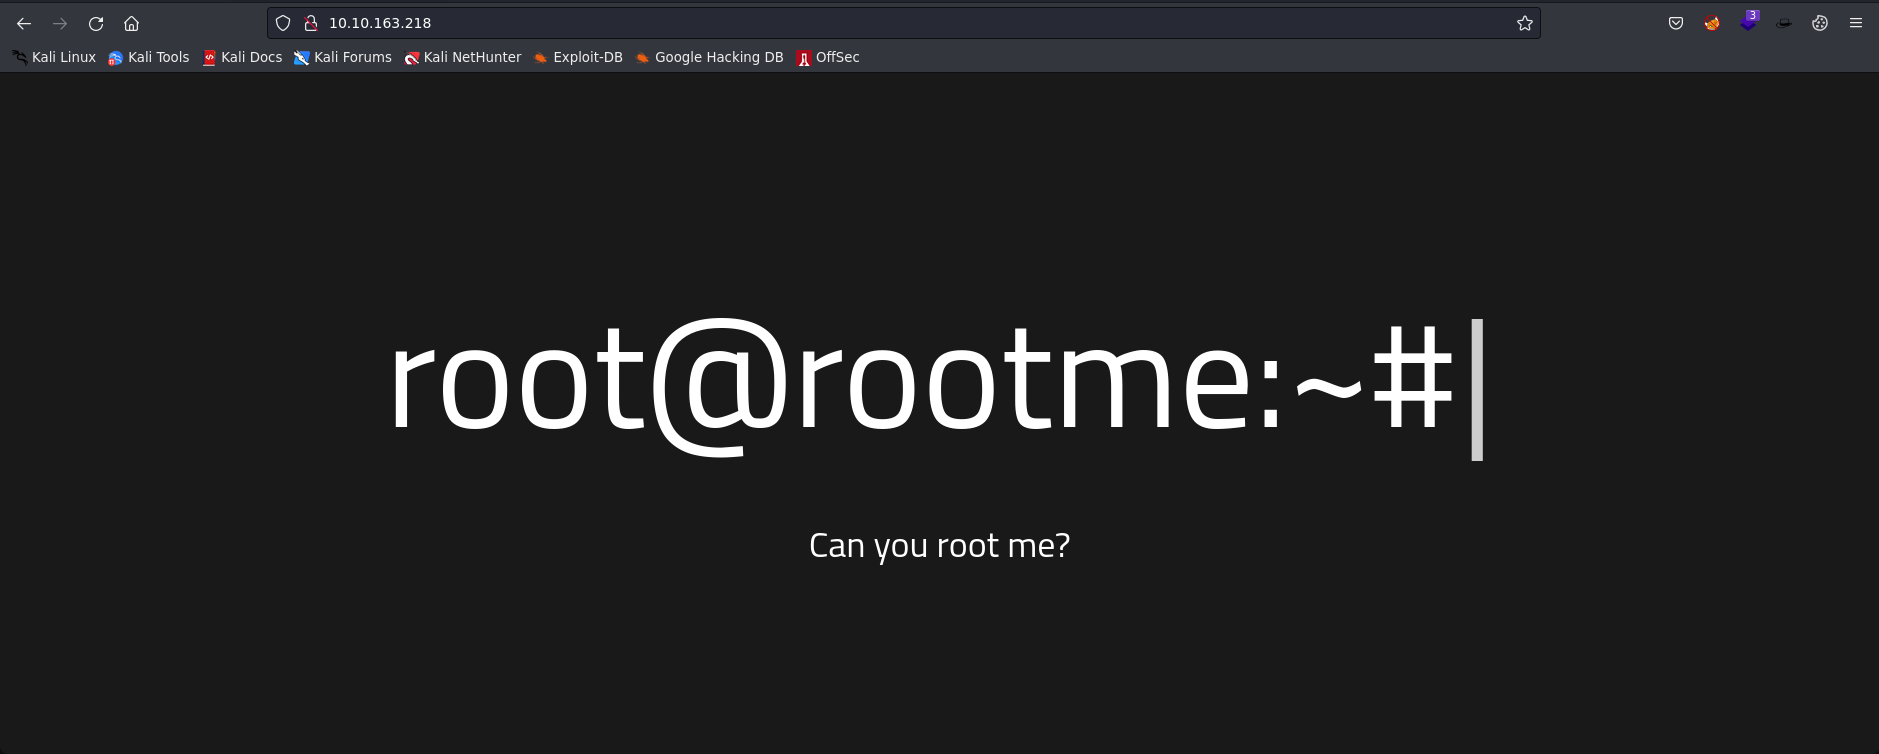 10.10.163.218
3
Kali Linux Kali Tools Kali Docs Kali Forums Kali NetHunter Exploit-DB Google Hacking DB OffSec
root@rootme:~#
Can you root me?